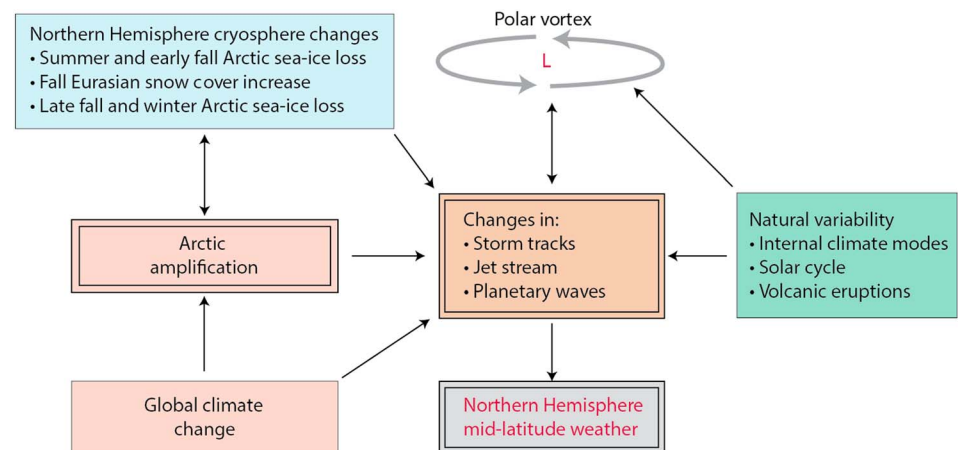 Northern Hemisphere cryosphere changes
• Summer and early fall Arctic sea-ice loss
• Fall Eurasian snow cover increase
• Late fall and winter Arctic sea-ice loss
Polar vortex
L
Arctic
amplification
Changes in:
• Storm tracks
• Jet stream
• Planetary waves
Natural variability
• Internal climate modes
• Solar cycle
• Volcanic eruptions
Global climate
change
Northern Hemisphere
mid-latitude weather